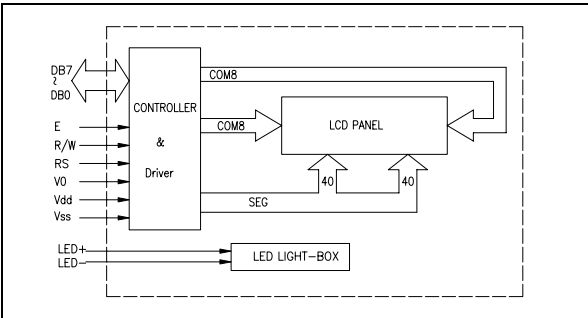 DB7
~
DB0
E
R/W
RS
V0
Vdd
Vss
LED+
LED-
CONTROLLER
&
Driver
COM8
COM8
LCD PANEL
40
40
SEG
LED LIGHT-BOX